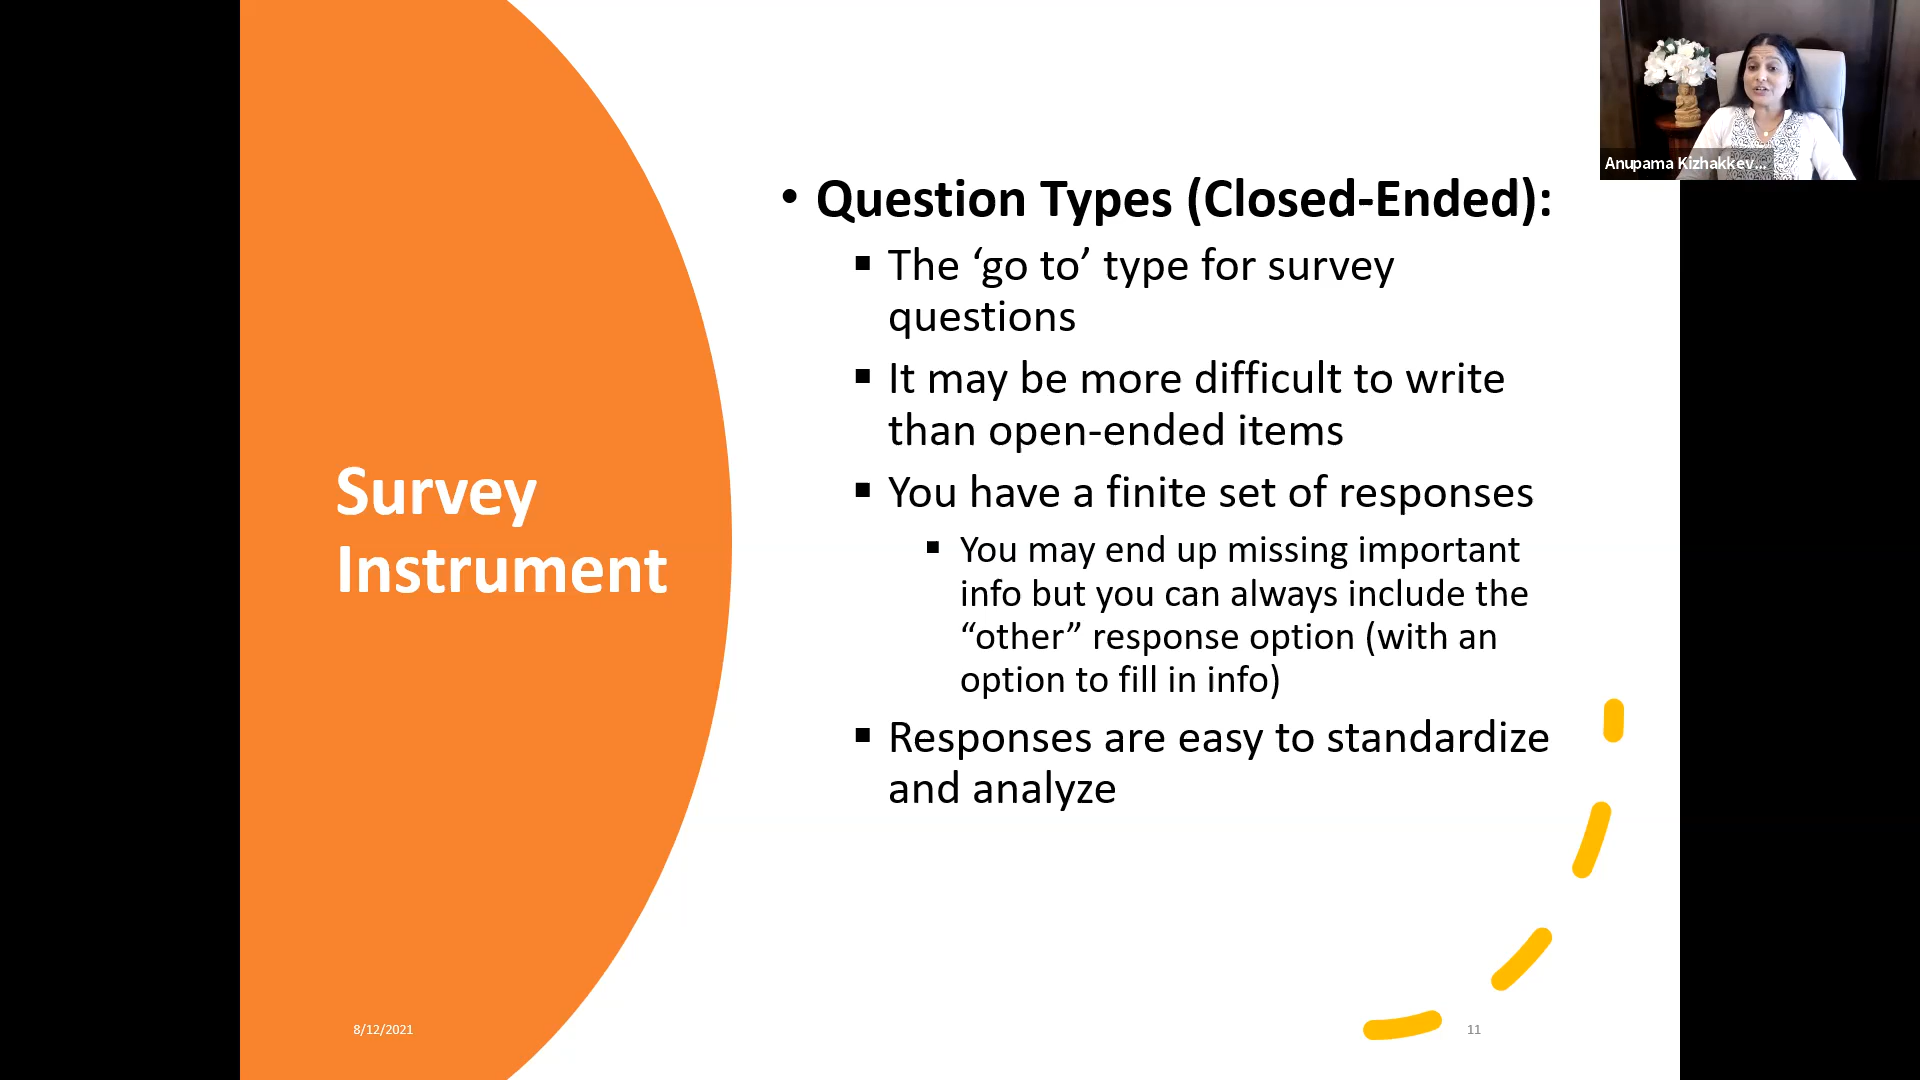 Survey
Instrument
• Question Types (Closed-Ended):
▪ The ‘go to’ type for survey
questions
▪ It may be more difficult to write
than open-ended items
▪ You have a finite set of responses
▪ You may end up missing important
info but you can always include the
“other” response option (with an
option to fill in info)
▪ Responses are easy to standardize
and analyze
8/12/2021
11
Anupama Kizhakkev...